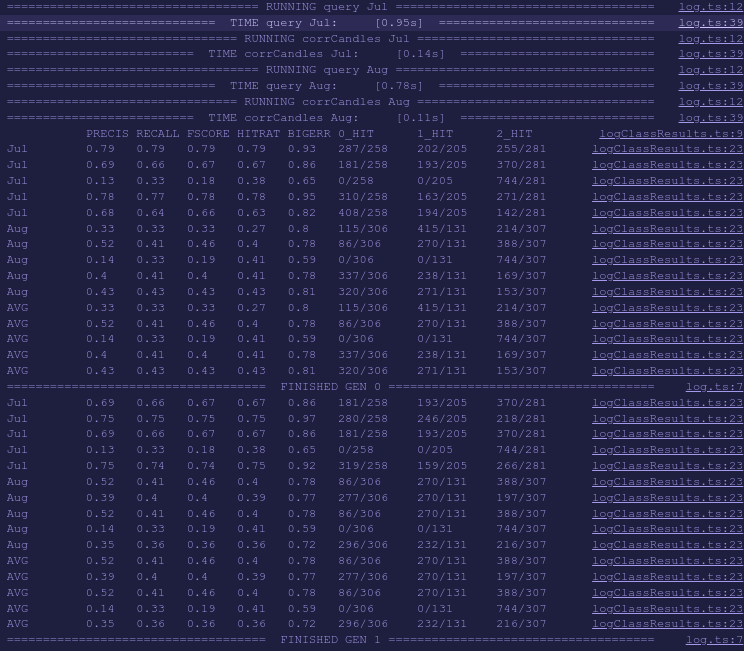 =================================== RUNNING query Jul =====================================   log.ts:12
=============================  TIME query Jul:     [0.95s]  ==============================   log.ts:39
================================ RUNNING corrCandles Jul ==================================   log.ts:12
==========================  TIME corrCandles Jul:     [0.14s]  ===========================   log.ts:39
=================================== RUNNING query Aug =====================================   log.ts:12
=============================  TIME query Aug:     [0.78s]  ==============================   log.ts:39
================================ RUNNING corrCandles Aug ==================================   log.ts:12
==========================  TIME corrCandles Aug:     [0.11s]  ===========================   log.ts:39
PRECIS RECALL FSCORE HITRAT BIGERR 0_HIT 1_HIT 2_HIT logClassResults.ts:9
Jul 0.79 0.79 0.79 0.79 0.93 287/258 202/205 255/281 logClassResults.ts:23
Jul 0.69 0.66 0.67 0.67 0.86 181/258 193/205 370/281 logClassResults.ts:23
Jul 0.13 0.33 0.18 0.38 0.65 0/258 0/205 744/281 logClassResults.ts:23
Jul 0.78 0.77 0.78 0.78 0.95 310/258 163/205 271/281 logClassResults.ts:23
Jul 0.68 0.64 0.66 0.63 0.82 408/258 194/205 142/281 logClassResults.ts:23
Aug 0.33 0.33 0.33 0.27 0.8 115/306 415/131 214/307 logClassResults.ts:23
Aug 0.52 0.41 0.46 0.4 0.78 86/306 270/131 388/307 logClassResults.ts:23
Aug 0.14 0.33 0.19 0.41 0.59 0/306 0/131 744/307 logClassResults.ts:23
Aug 0.4 0.41 0.4 0.41 0.78 337/306 238/131 169/307 logClassResults.ts:23
Aug 0.43 0.43 0.43 0.43 0.81 320/306 271/131 153/307 logClassResults.ts:23
AVG 0.33 0.33 0.33 0.27 0.8 115/306 415/131 214/307 logClassResults.ts:23
AVG 0.52 0.41 0.46 0.4 0.78 86/306 270/131 388/307 logClassResults.ts:23
AVG 0.14 0.33 0.19 0.41 0.59 0/306 0/131 744/307 logClassResults.ts:23
AVG 0.4 0.41 0.4 0.41 0.78 337/306 238/131 169/307 logClassResults.ts:23
AVG 0.43 0.43 0.43 0.43 0.81 320/306 271/131 153/307 logClassResults.ts:23
====================================  FINISHED GEN 0 =====================================   log.ts:7
Jul 0.69 0.66 0.67 0.67 0.86 181/258 193/205 370/281 logClassResults.ts:23
Jul 0.75 0.75 0.75 0.75 0.97 280/258 246/205 218/281 logClassResults.ts:23
Jul 0.69 0.66 0.67 0.67 0.86 181/258 193/205 370/281 logClassResults.ts:23
Jul 0.13 0.33 0.18 0.38 0.65 0/258 0/205 744/281 logClassResults.ts:23
Jul 0.75 0.74 0.74 0.75 0.92 319/258 159/205 266/281 logClassResults.ts:23
Aug 0.52 0.41 0.46 0.4 0.78 86/306 270/131 388/307 logClassResults.ts:23
Aug 0.39 0.4 0.4 0.39 0.77 277/306 270/131 197/307 logClassResults.ts:23
Aug 0.52 0.41 0.46 0.4 0.78 86/306 270/131 388/307 logClassResults.ts:23
Aug 0.14 0.33 0.19 0.41 0.59 0/306 0/131 744/307 logClassResults.ts:23
Aug 0.35 0.36 0.36 0.36 0.72 296/306 232/131 216/307 logClassResults.ts:23
AVG 0.52 0.41 0.46 0.4 0.78 86/306 270/131 388/307 logClassResults.ts:23
AVG 0.39 0.4 0.4 0.39 0.77 277/306 270/131 197/307 logClassResults.ts:23
AVG 0.52 0.41 0.46 0.4 0.78 86/306 270/131 388/307 logClassResults.ts:23
AVG 0.14 0.33 0.19 0.41 0.59 0/306 0/131 744/307 logClassResults.ts:23
AVG 0.35 0.36 0.36 0.36 0.72 296/306 232/131 216/307 logClassResults.ts:23
====================================  FINISHED GEN 1 =====================================   log.ts:7